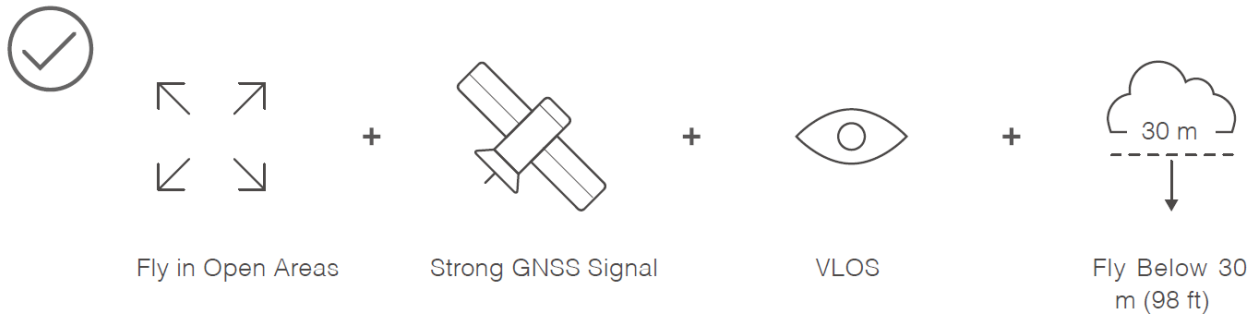 30 m
Fly in Open Areas
Strong GNSS Signal
VLOS
Fly Below 30
m (98 ft)